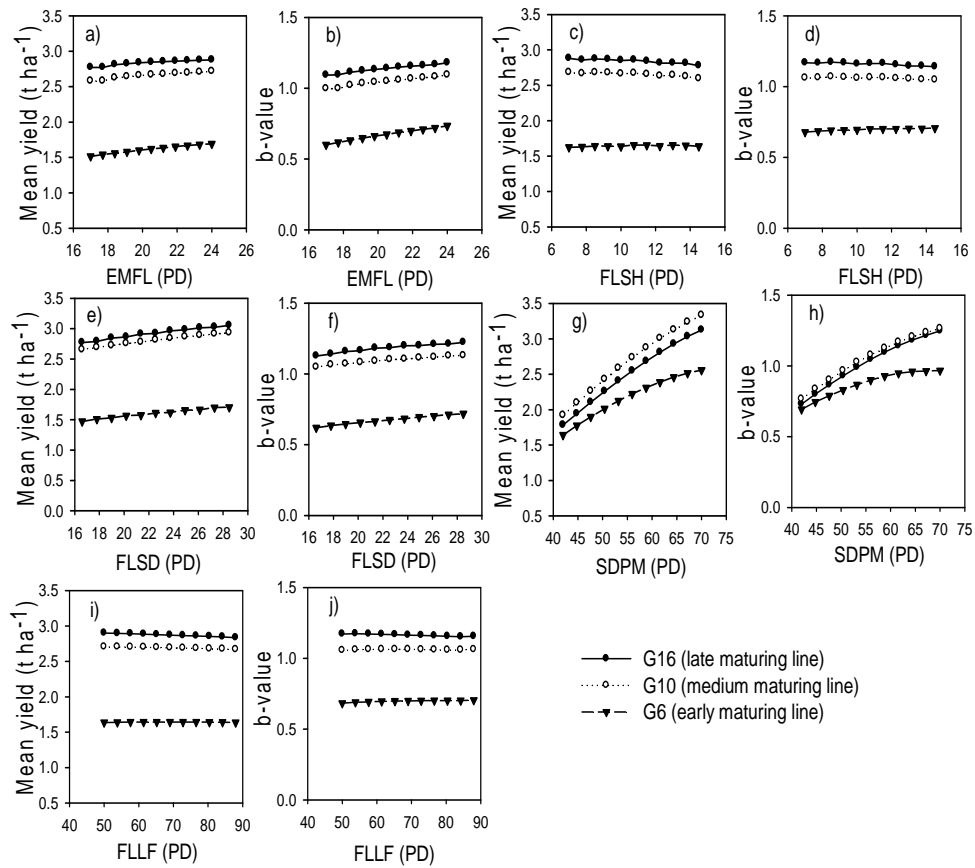 a)
Mean yield (t ha-1)
3.5
3.0
2.5
2.0
1.5
1.0
0.5
16 18 20 22 24 26
EMFL (PD)
b)
b-value
1.5
1.0
0.5
0.0
16 18 20 22 24 26
EMFL (PD)
c)
Mean yield (t ha-1)
3.5
3.0
2.5
2.0
1.5
1.0
0.5
6 8 10 12 14 16
FLSH (PD)
d)
b-value
1.5
1.0
0.5
0.0
6 8 10 12 14 16
FLSH (PD)
e)
Mean yield (t ha-1)
3.5
3.0
2.5
2.0
1.5
1.0
0.5
0.0
16 18 20 22 24 26 28 30
FLSD (PD)
f)
b-value
1.5
1.0
0.5
0.0
16 18 20 22 24 26 28 30
FLSD (PD)
g)
Mean yield (t ha-1)
3.5
3.0
2.5
2.0
1.5
1.0
0.5
40 45 50 55 60 65 70 75
SDPM (PD)
h)
b-value
1.5
1.0
0.5
0.0
40 45 50 55 60 65 70 75
SDPM (PD)
i)
Mean yield (t ha-1)
3.5
3.0
2.5
2.0
1.5
1.0
0.5
40 50 60 70 80 90
FLLF (PD)
j)
b-value
1.5
1.0
0.5
0.0
40 50 60 70 80 90
FLLF (PD)
G16 (late maturing line)
G10 (medium maturing line)
G6 (early maturing line)